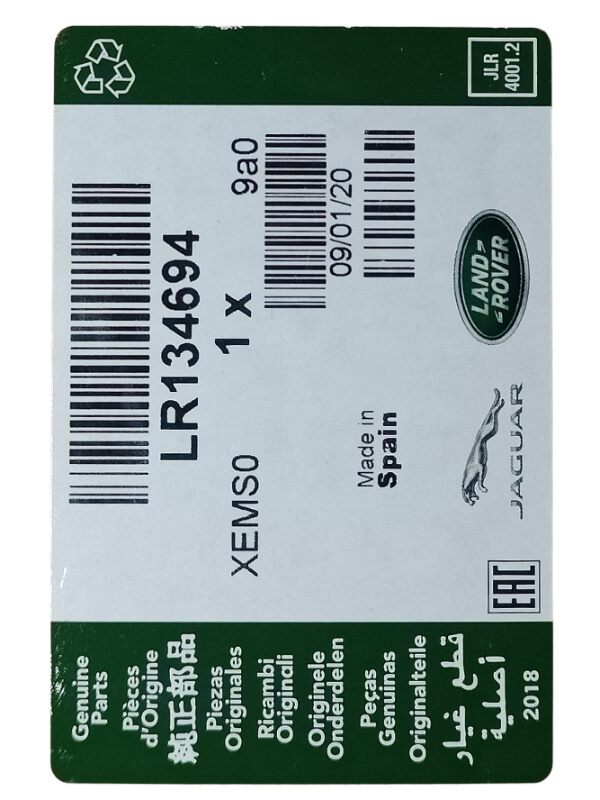 Genuine
Parts
Pièces
d'Origine
純正部品
Piezas
Originales
Ricambi
Originali
Originele
Onderdelen
Peças
Genuinas
Originalteile
قطع غيار
أصلية
2018
LR134694
XEMS0
1 x
9a0
09/01/20
Made in
Spain
EAC
JAGUAR
LAND
ROVER
JLR
4001.2